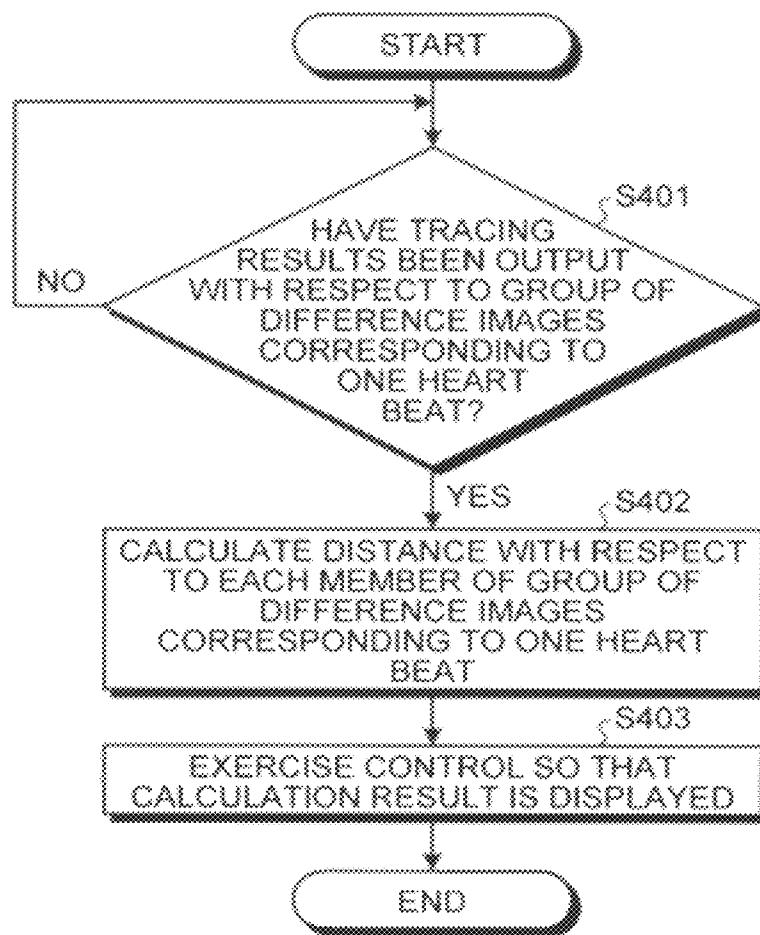 START
S401
HAVE TRACING
RESULTS BEEN OUTPUT
WITH RESPECT TO GROUP OF
DIFFERENCE IMAGES
CORRESPONDING TO
ONE HEART
BEAT?
NO
YES
S402
CALCULATE DISTANCE WITH RESPECT
TO EACH MEMBER OF GROUP OF
DIFFERENCE IMAGES
CORRESPONDING TO ONE HEART
BEAT
S403
EXERCISE CONTROL SO THAT
CALCULATION RESULT IS DISPLAYED
END